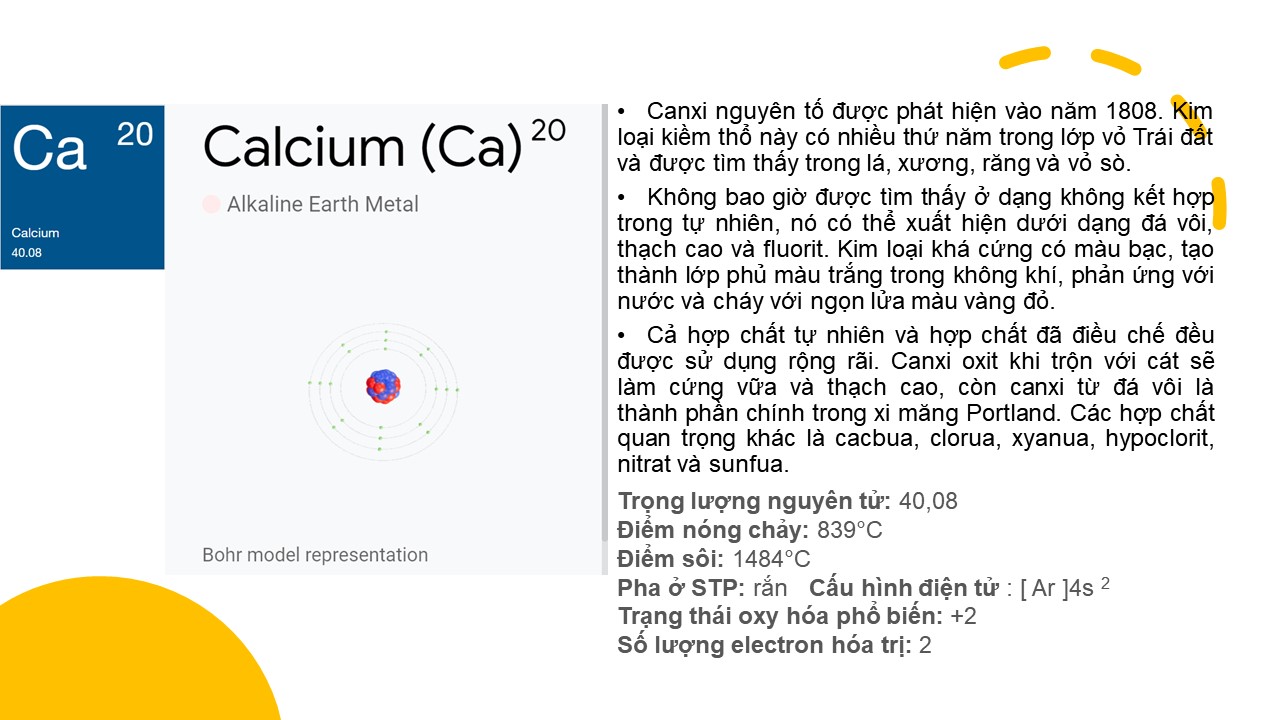 Ca 20
Calcium
40.08
Calcium (Ca) 20
Alkaline Earth Metal
Bohr model representation
• Canxi nguyên tố được phát hiện vào năm 1808. Kim
loại kiềm thổ này có nhiều thứ năm trong lớp vỏ Trái đất
và được tìm thấy trong lá, xương, răng và vỏ sò.
• Không bao giờ được tìm thấy ở dạng không kết hợp
trong tự nhiên, nó có thể xuất hiện dưới dạng đá vôi,
thạch cao và fluorit. Kim loại khá cứng có màu bạc, tạo
thành lớp phủ màu trắng trong không khí, phản ứng với
nước và cháy với ngọn lửa màu vàng đỏ.
• Cả hợp chất tự nhiên và hợp chất đã điều chế đều
được sử dụng rộng rãi. Canxi oxit khi trộn với cát sẽ
làm cứng vữa và thạch cao, còn canxi từ đá vôi là
thành phần chính trong xi măng Portland. Các hợp chất
quan trọng khác là cacbua, clorua, xyanua, hypoclorit,
nitrat và sunfua.
Trọng lượng nguyên tử: 40,08
Điểm nóng chảy: 839°C
Điểm sôi: 1484°C
Pha ở STP: rắn Cấu hình điện tử : [ Ar ]4s ²
Trạng thái oxy hóa phổ biến: +2
Số lượng electron hóa trị: 2